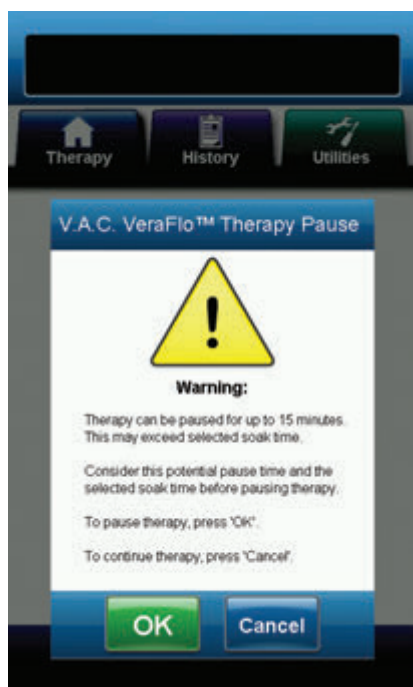 Therapy History Utilities
V.A.C. VeraFlo™ Therapy Pause
!
Warning:
Therapy can be paused for up to 15 minutes.
This may exceed selected soak time.
Consider this potential pause time and the
selected soak time before pausing therapy.
To pause therapy, press "OK".
To continue therapy, press "Cancel".
OK Cancel